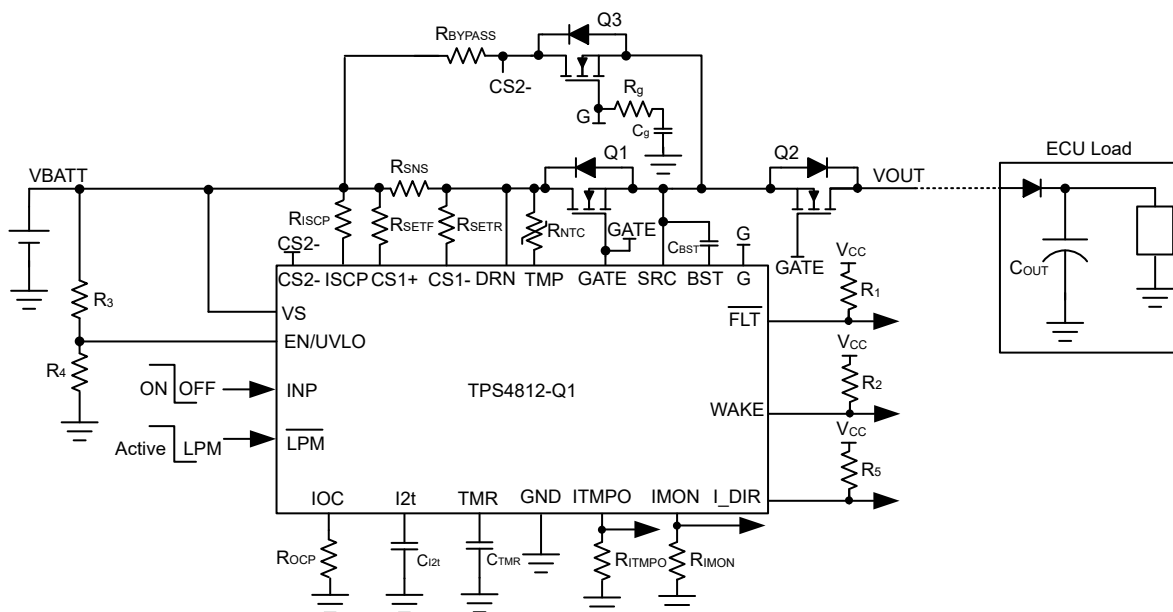 Q3
RBYPASS
CS2-
Rg
G
Cg
ECU Load
VBATT
RSNS
Q1
Q2
VOUT
RISCP
RSETF
RSETR
RNTC
GATE
CBST
G
CS2-
GATE
VCC
COUT
CS2- ISCP CS1+ CS1- DRN TMP GATE SRC BST G
R3
R1
VS
FLT
EN/UVLO
VCC
R4
TPS4812-Q1
ON OFF
INP
R2
WAKE
VCC
Active LPM
LPM
R5
IOC I2t TMR GND ITMPO IMON I_DIR
ROCP
CI2t
CTMR
RITMPO
RIMON